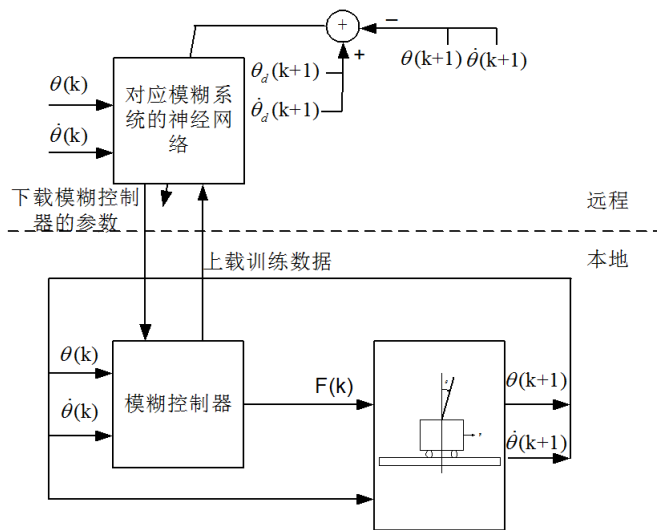 +
−
+
θ(k+1) θ̇(k+1)
θ_d(k+1)
θ̇_d(k+1)
θ(k)
θ̇(k)
对应模糊系
统的神经网
络
下载模糊控制
器的参数
远程
上载训练数据
本地
θ(k)
θ̇(k)
模糊控制器
F(k)
θ(k+1)
θ̇(k+1)